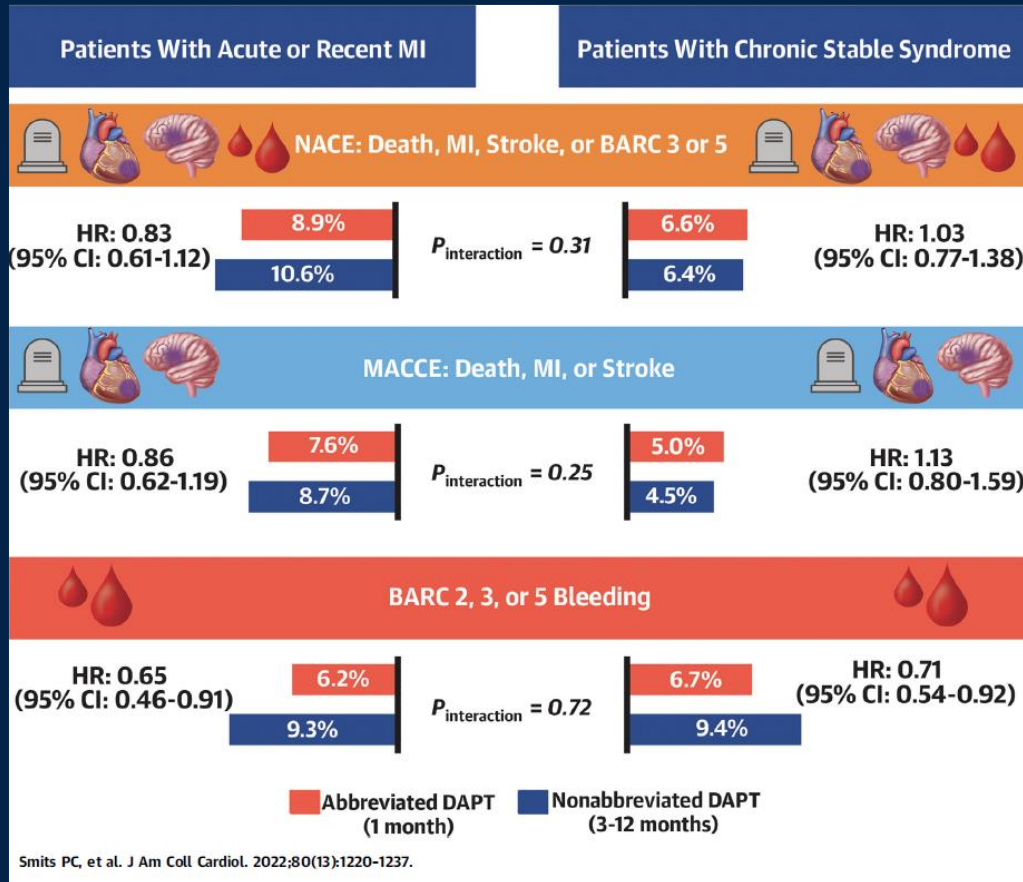 Patients With Acute or Recent MI
Patients With Chronic Stable Syndrome
NACE: Death, MI, Stroke, or BARC 3 or 5
HR: 0.83
(95% CI: 0.61-1.12)
8.9%
10.6%
Pinteraction = 0.31
6.6%
6.4%
HR: 1.03
(95% CI: 0.77-1.38)
MACCE: Death, MI, or Stroke
HR: 0.86
(95% CI: 0.62-1.19)
7.6%
8.7%
Pinteraction = 0.25
5.0%
4.5%
HR: 1.13
(95% CI: 0.80-1.59)
BARC 2, 3, or 5 Bleeding
HR: 0.65
(95% CI: 0.46-0.91)
6.2%
9.3%
Pinteraction = 0.72
6.7%
9.4%
HR: 0.71
(95% CI: 0.54-0.92)
Abbreviated DAPT
(1 month)
Nonabbreviated DAPT
(3-12 months)
Smits PC, et al. J Am Coll Cardiol. 2022;80(13):1220-1237.